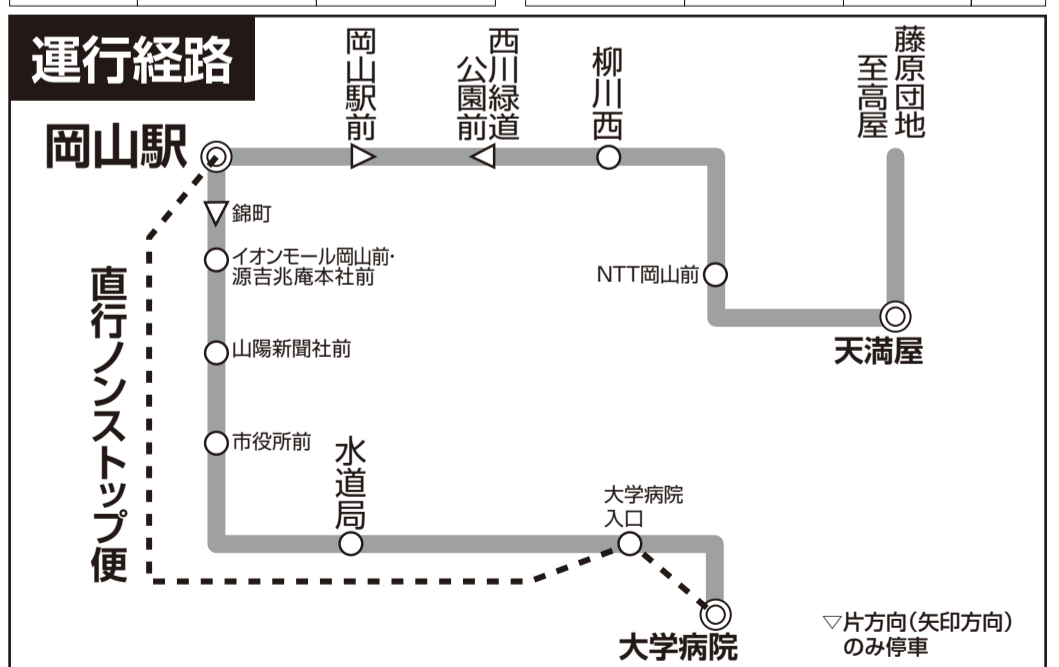 運行経路
岡山駅
岡山駅前
西川緑道
公園前
柳川西
藤原団地
至高屋
錦町
イオンモール岡山前・
源吉兆庵本社前
NTT岡山前
直行ノンストップ便
山陽新聞社前
天満屋
市役所前
水道局
大学病院
入口
大学病院
▽片方向(矢印方向)
のみ停車